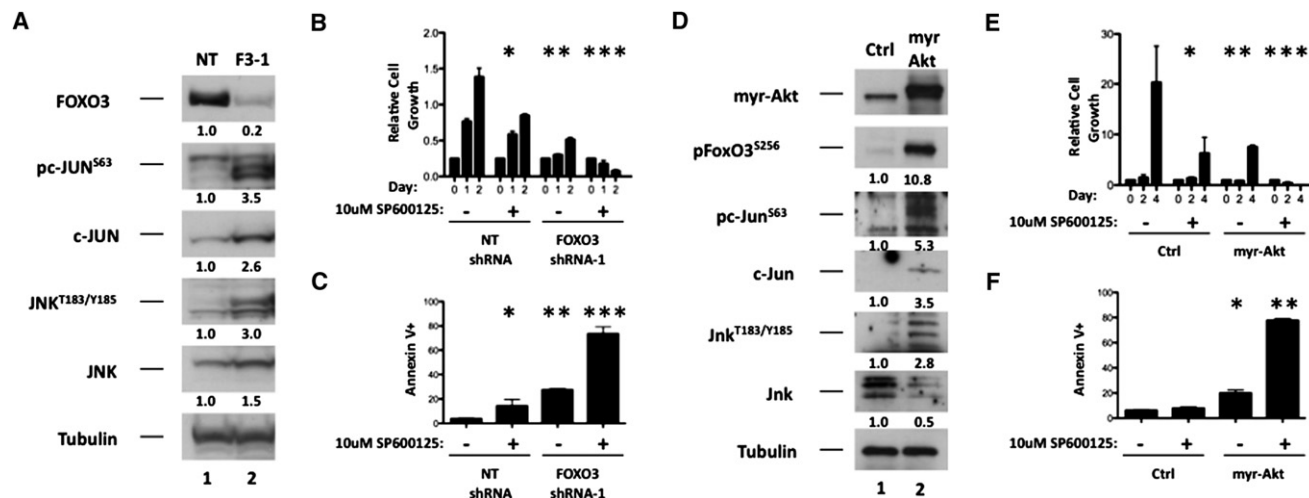 A
NT F3-1
FOXO3
1.0 0.2
pc-JUN^S63
1.0 3.5
c-JUN
1.0 2.6
JNK^T183/Y185
1.0 3.0
JNK
1.0 1.5
Tubulin
1 2
B
Relative Cell
Growth
2.0
1.5
1.0
0.5
0.0
* ** ***
Day: 0 1 2 0 1 2 0 1 2 0 1 2
10uM SP600125: - + - +
NT FOXO3
shRNA shRNA-1
C
Annexin V+
100
80
60
40
20
0
* ** ***
10uM SP600125: - + - +
NT FOXO3
shRNA shRNA-1
D
Ctrl myr
Akt
myr-Akt
pFoxO3^S256
1.0 10.8
pc-Jun^S63
1.0 5.3
c-Jun
1.0 3.5
Jnk^T183/Y185
1.0 2.8
Jnk
1.0 0.5
Tubulin
1 2
E
Relative Cell
Growth
30
20
10
0
* ** ***
Day: 0 2 4 0 2 4 0 2 4 0 2 4
10uM SP600125: - + - +
Ctrl myr-Akt
F
Annexin V+
100
80
60
40
20
0
* **
10uM SP600125: - + - +
Ctrl myr-Akt